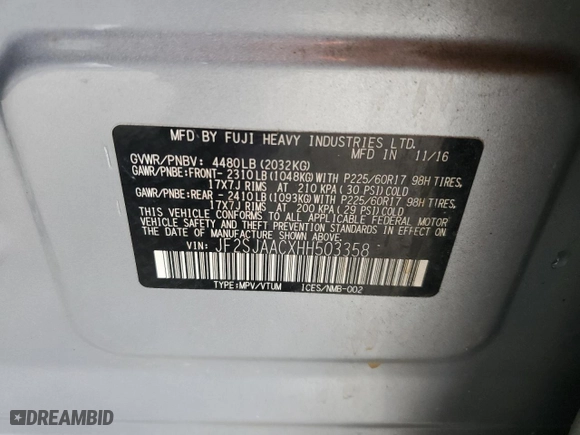 MFD BY FUJI HEAVY INDUSTRIES LTD.
GVWR/PNBV: 4480LB (2032KG) MFD IN 11/16
GAWR/PNBE:FRONT- 2310LB (1048KG) WITH P225/60R17 98H TIRES,
17X7J RIMS AT 210 KPA ( 30 PSI) COLD
GAWR/PNBE:REAR - 2410LB (1093KG) WITH P225/60R17 98H TIRES,
17X7J RIMS AT 200 KPA ( 29 PSI) COLD
THIS VEHICLE CONFORMS TO ALL APPLICABLE FEDERAL MOTOR
VEHICLE SAFETY AND THEFT PREVENTION STANDARDS IN EFFECT ON
THE DATE OF MANUFACTURE SHOWN ABOVE.
VIN: JF2SJAACXHH503358
TYPE:MPV/VTUM ICES/NMB-002
DREAMBID